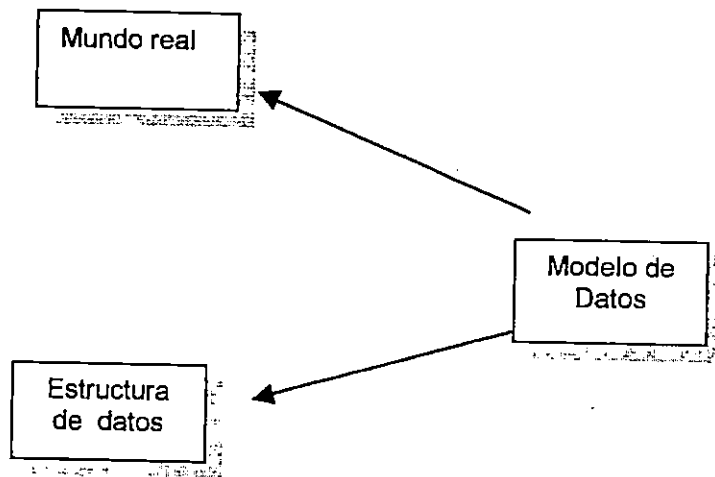 Mundo real
Modelo de
Datos
Estructura
de datos